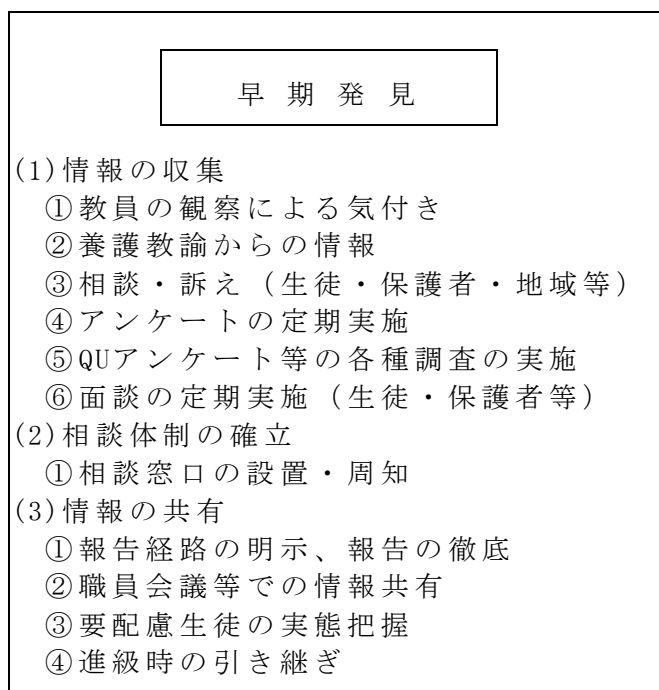 早期発見
(1)情報の収集
①教員の観察による気付き
②養護教諭からの情報
③相談・訴え（生徒・保護者・地域等）
④アンケートの定期実施
⑤QUアンケート等の各種調査の実施
⑥面談の定期実施（生徒・保護者等）
(2)相談体制の確立
①相談窓口の設置・周知
(3)情報の共有
①報告経路の明示、報告の徹底
②職員会議等での情報共有
③要配慮生徒の実態把握
④進級時の引き継ぎ